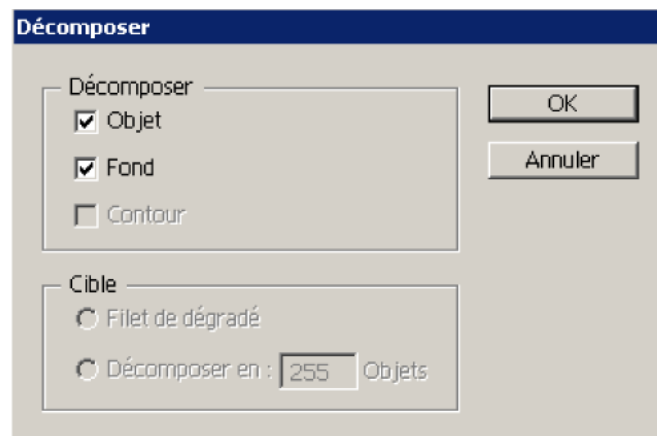 Décomposer
Décomposer
Objet
Fond
Contour
OK
Annuler
Cible
Filet de dégradé
Décomposer en : 255 Objets